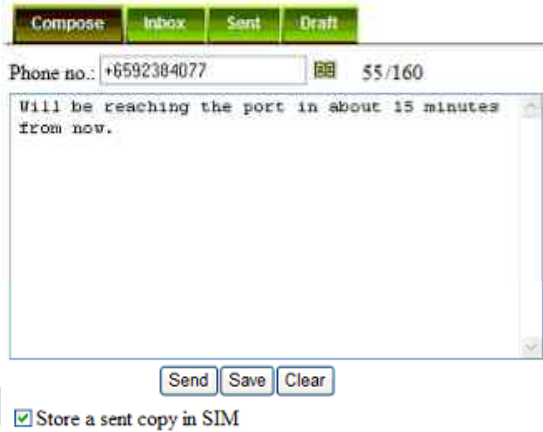 Compose Inbox Sent Draft
Phone no.: +6592384077 55/160
Will be reaching the port in about 15 minutes
from now.
Send Save Clear
Store a sent copy in SIM